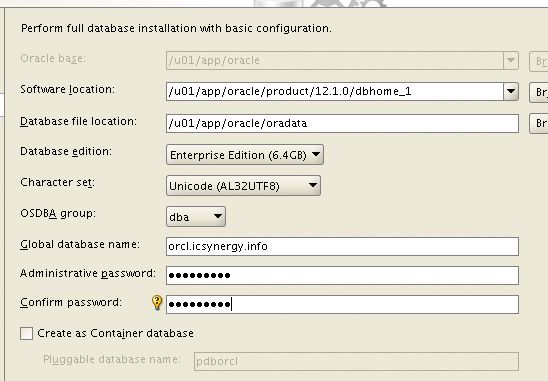 Perform full database installation with basic configuration.
Oracle base: /u01/app/oracle Br
Software location: /u01/app/oracle/product/12.1.0/dbhome_1 Br
Database file location: /u01/app/oracle/oradata Br
Database edition: Enterprise Edition (6.4GB)
Character set: Unicode (AL32UTF8)
OSDBA group: dba
Global database name: orcl.icsynergy.info
Administrative password: •••••••••
Confirm password: •••••••••
Create as Container database
Pluggable database name: pdborcl